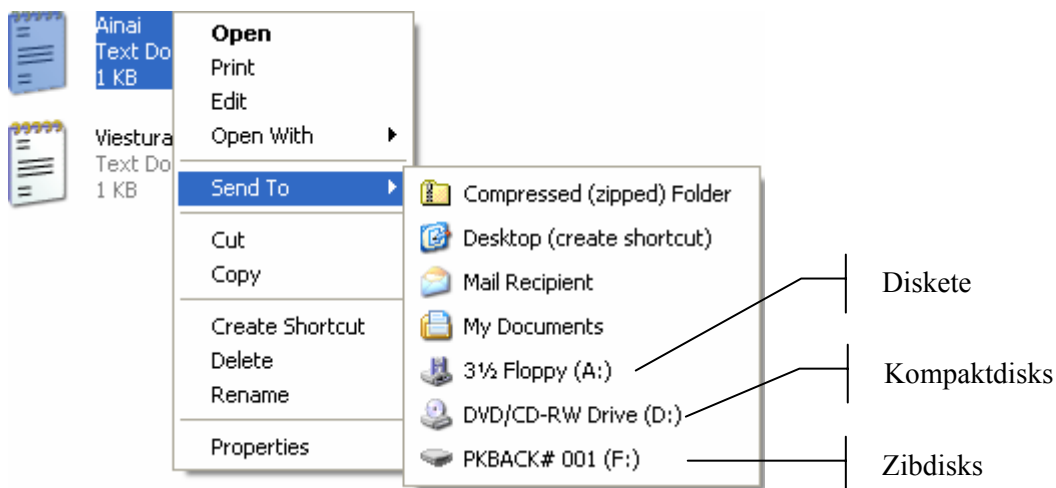 Ainai
Text Do
1 KB
Viestura
Text Do
1 KB
Open
Print
Edit
Open With
Send To
Cut
Copy
Create Shortcut
Delete
Rename
Properties
Compressed (zipped) Folder
Desktop (create shortcut)
Mail Recipient
My Documents
3½ Floppy (A:)
DVD/CD-RW Drive (D:)
PKBACK# 001 (F:)
Diskete
Kompaktdisks
Zibdisks